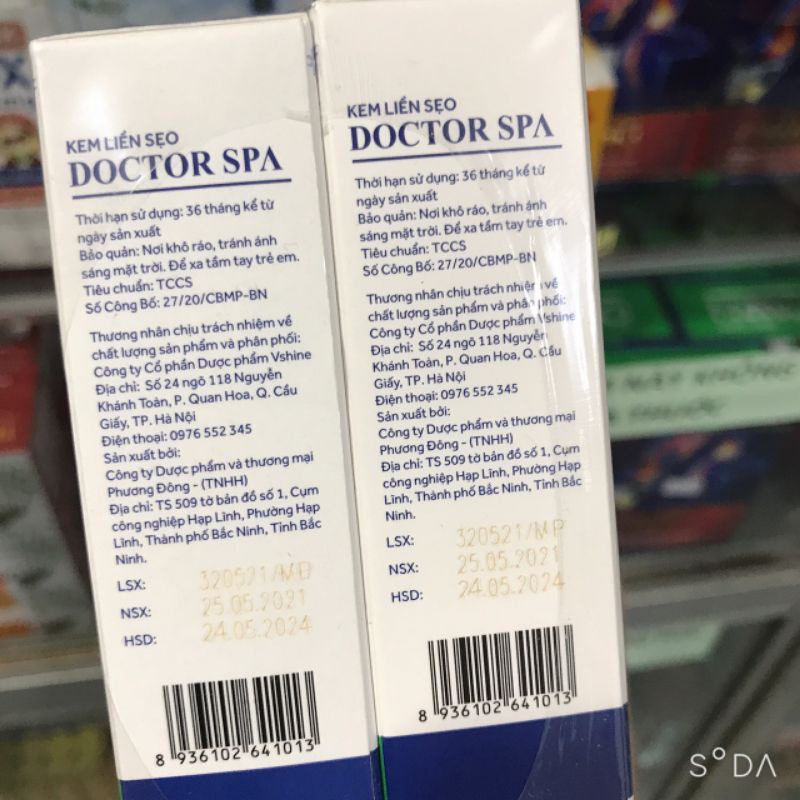 KEM LIỀN SẸO
DOCTOR SPA
Thời hạn sử dụng: 36 tháng kể từ
ngày sản xuất
Bảo quản: Nơi khô ráo, tránh ánh
sáng mặt trời. Để xa tầm tay trẻ em.
Tiêu chuẩn: TCCS
Số Công Bố: 27/20/CBMP-BN
Thương nhân chịu trách nhiệm về
chất lượng sản phẩm và phân phối:
Công ty Cổ phần Dược phẩm Vshine
Địa chỉ: Số 24 ngõ 118 Nguyễn
Khánh Toàn, P. Quan Hoa, Q. Cầu
Giấy, TP. Hà Nội
Điện thoại: 0976 552 345
Sản xuất bởi:
Công ty Dược phẩm và thương mại
Phương Đông - (TNHH)
Địa chỉ: TS 509 tờ bản đồ số 1, Cụm
công nghiệp Hạp Lĩnh, Phường Hạp
Lĩnh, Thành phố Bắc Ninh, Tỉnh Bắc
Ninh.
LSX: 320521/MP
NSX: 25.05.2021
HSD: 24.05.2024
8 936102 641013
KEM LIỀN SẸO
DOCTOR SPA
Thời hạn sử dụng: 36 tháng kể từ
ngày sản xuất
Bảo quản: Nơi khô ráo, tránh ánh
sáng mặt trời. Để xa tầm tay trẻ em.
Tiêu chuẩn: TCCS
Số Công Bố: 27/20/CBMP-BN
Thương nhân chịu trách nhiệm về
chất lượng sản phẩm và phân phối:
Công ty Cổ phần Dược phẩm Vshine
Địa chỉ: Số 24 ngõ 118 Nguyễn
Khánh Toàn, P. Quan Hoa, Q. Cầu
Giấy, TP. Hà Nội
Điện thoại: 0976 552 345
Sản xuất bởi:
Công ty Dược phẩm và thương mại
Phương Đông - (TNHH)
Địa chỉ: TS 509 tờ bản đồ số 1, Cụm
công nghiệp Hạp Lĩnh, Phường Hạp
Lĩnh, Thành phố Bắc Ninh, Tỉnh Bắc
Ninh.
LSX: 320521/MP
NSX: 25.05.2021
HSD: 24.05.2024
8 936102 641013
SODA